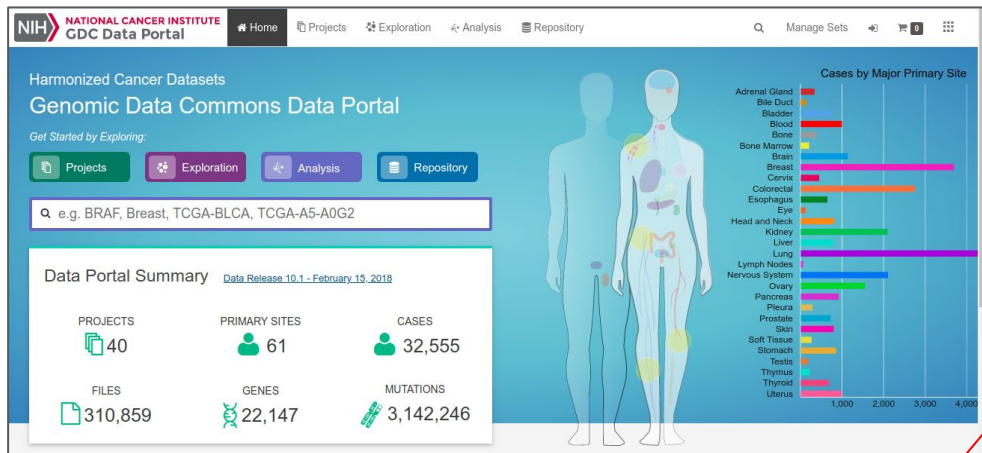 NIH NATIONAL CANCER INSTITUTE
GDC Data Portal
Home
Projects
Exploration
Analysis
Repository
Manage Sets
0
Harmonized Cancer Datasets
Genomic Data Commons Data Portal
Get Started by Exploring:
Projects
Exploration
Analysis
Repository
e.g. BRAF, Breast, TCGA-BLCA, TCGA-A5-A0G2
Data Portal Summary Data Release 10.1 - February 15, 2018
PROJECTS
40
PRIMARY SITES
61
CASES
32,555
FILES
310,859
GENES
22,147
MUTATIONS
3,142,246
Cases by Major Primary Site
Adrenal Gland
Bile Duct
Bladder
Blood
Bone
Bone Marrow
Brain
Breast
Cervix
Colorectal
Esophagus
Eye
Head and Neck
Kidney
Liver
Lung
Lymph Nodes
Nervous System
Ovary
Pancreas
Pleura
Prostate
Skin
Soft Tissue
Stomach
Testis
Thymus
Thyroid
Uterus
1,000 2,000 3,000 4,000